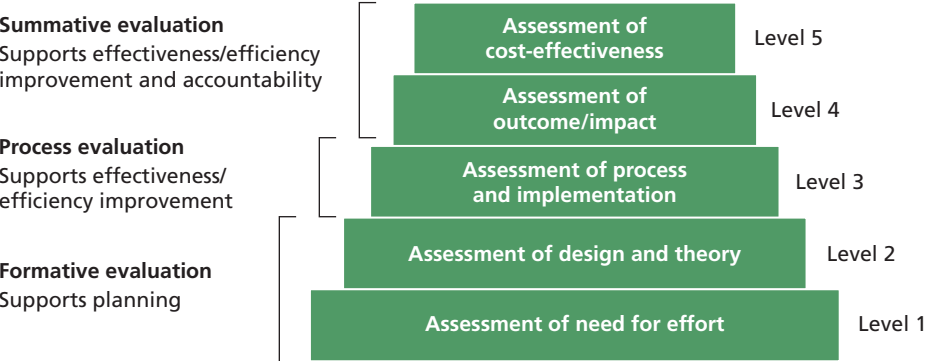 Summative evaluation
Supports effectiveness/efficiency
improvement and accountability
Assessment of
cost-effectiveness
Level 5
Assessment of
outcome/impact
Level 4
Process evaluation
Supports effectiveness/
efficiency improvement
Assessment of process
and implementation
Level 3
Formative evaluation
Supports planning
Assessment of design and theory
Level 2
Assessment of need for effort
Level 1